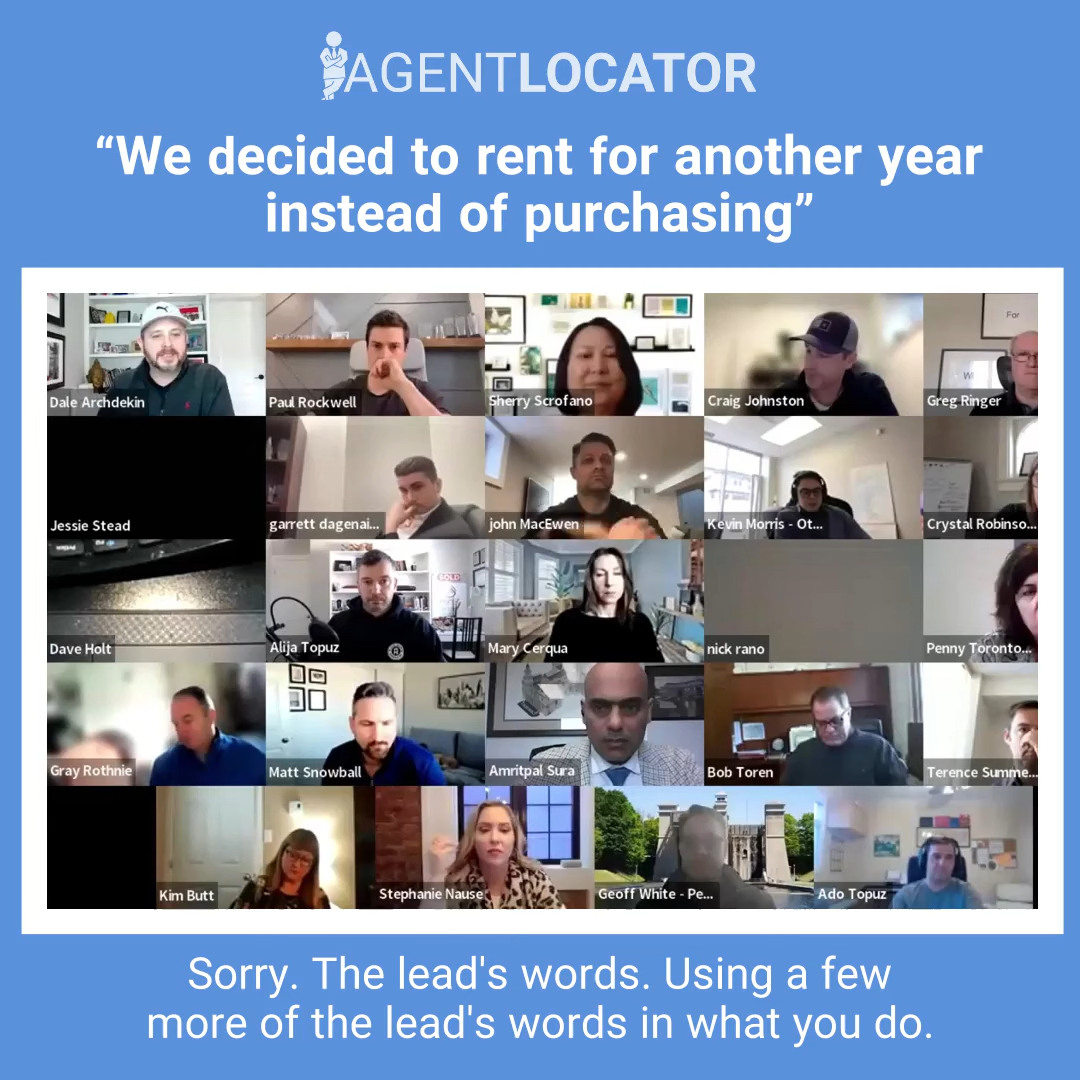 AGENTLOCATOR
“We decided to rent for another year
instead of purchasing”
Dale Archdekin
Paul Rockwell
Sherry Scrofano
Craig Johnston
For
Greg Ringer
Jessie Stead
garrett dagenai...
john MacEwen
Kevin Morris - Ot...
Crystal Robinso...
Dave Holt
SOLD
Alija Topuz
Mary Cerqua
nick rano
Penny Toronto...
Gray Rothnie
Matt Snowball
Amritpal Sura
Bob Toren
Terence Summe...
Kim Butt
Stephanie Nause
Geoff White - Pe...
Ado Topuz
Sorry. The lead's words. Using a few
more of the lead's words in what you do.